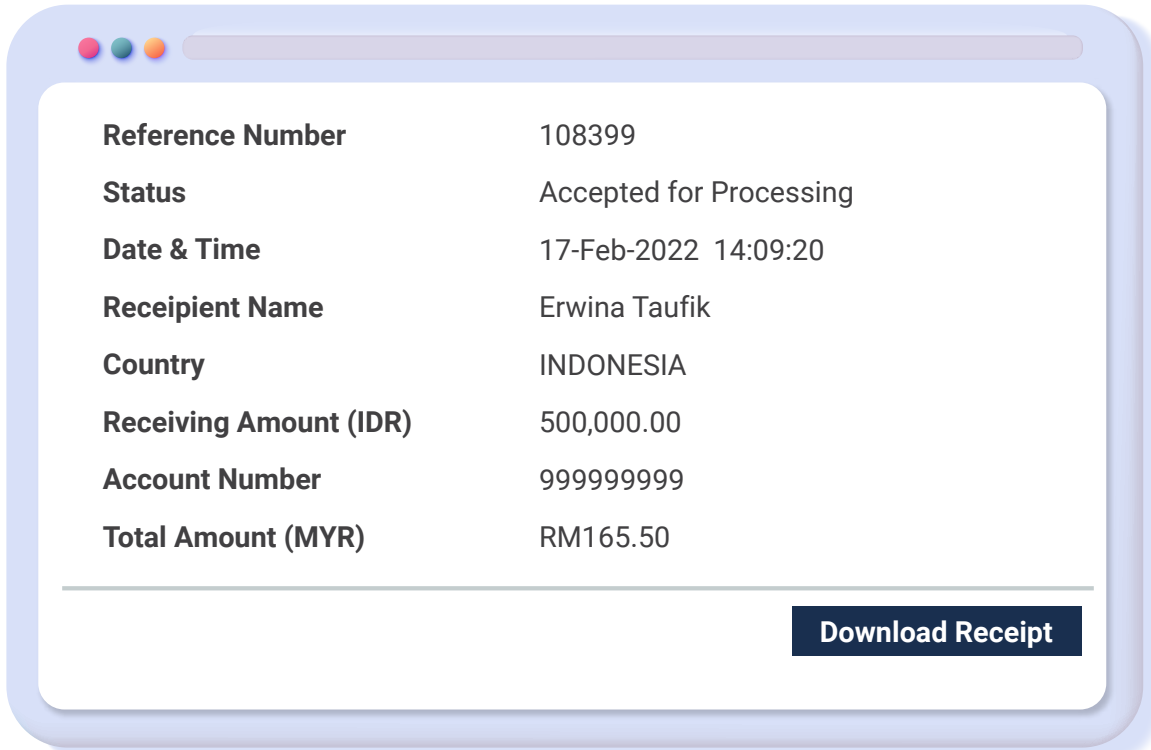 Reference Number 108399
Status Accepted for Processing
Date & Time 17-Feb-2022 14:09:20
Receipient Name Erwina Taufik
Country INDONESIA
Receiving Amount (IDR) 500,000.00
Account Number 999999999
Total Amount (MYR) RM165.50
Download Receipt